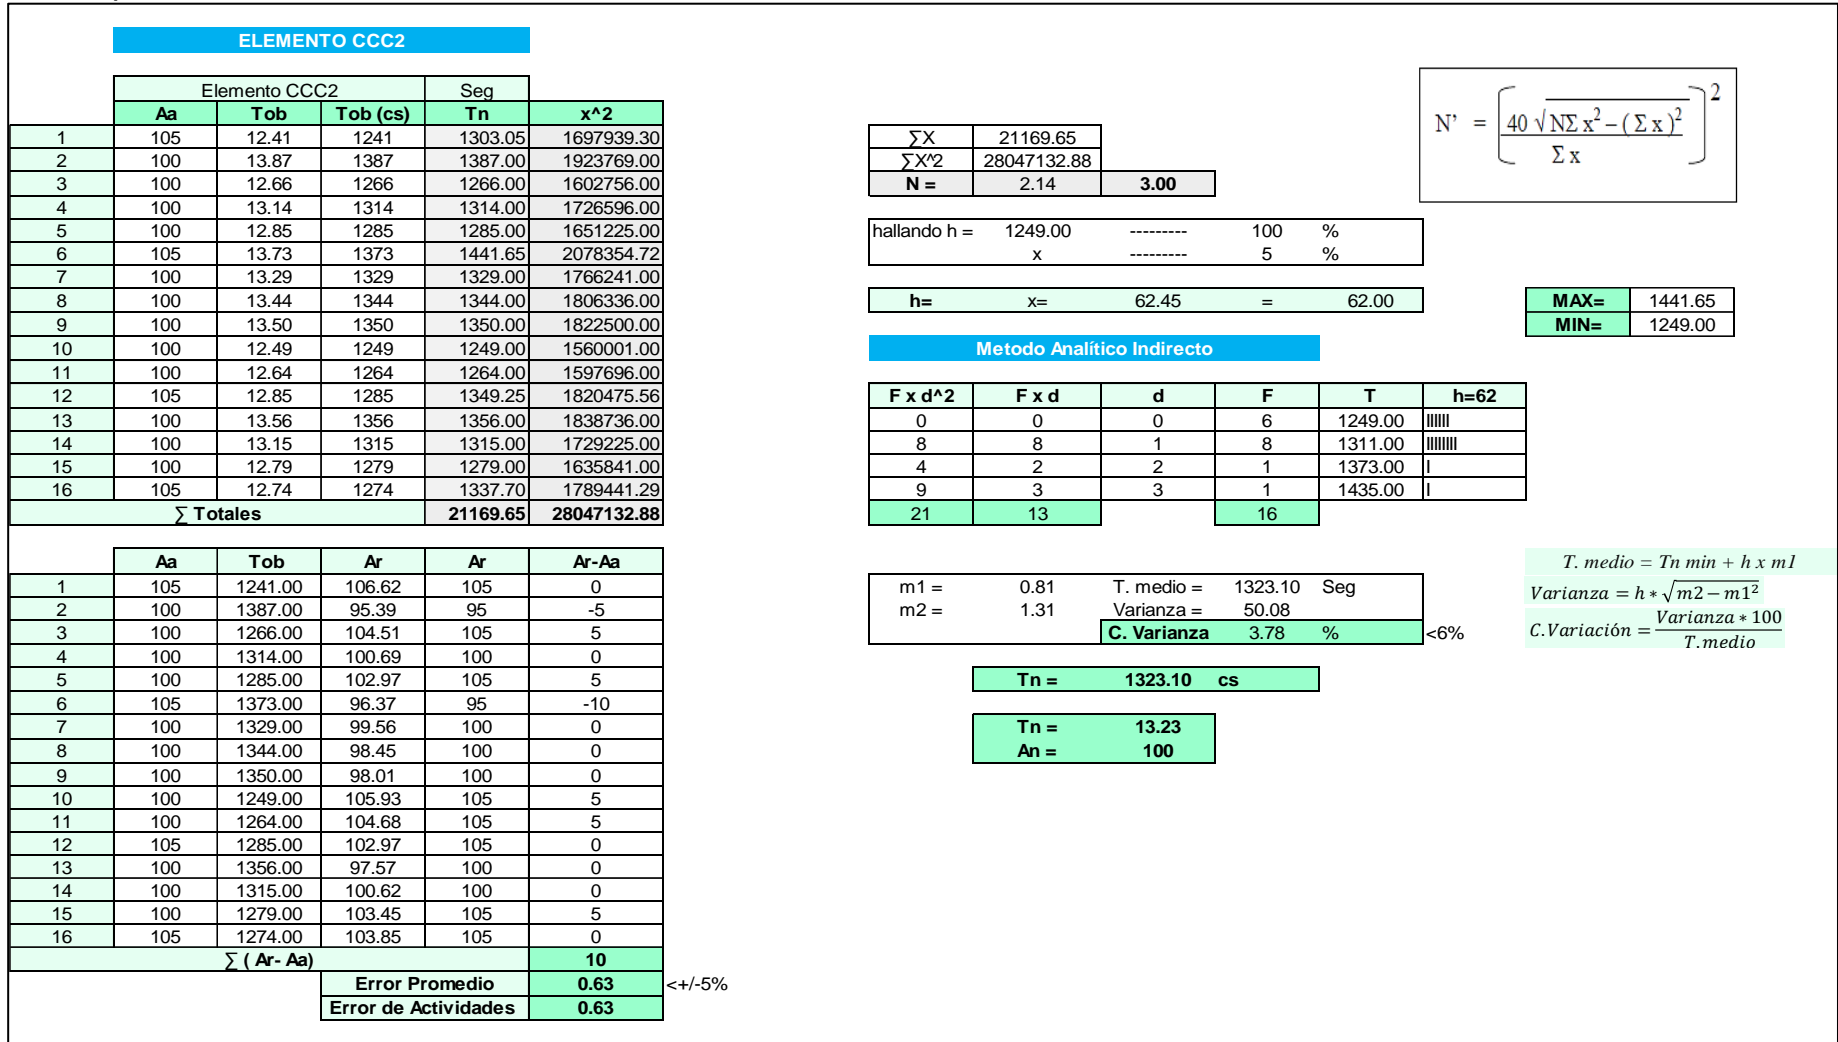 ELEMENTO CCC2
Elemento CCC2 Seg
Aa Tob Tob (cs) Tn x^2
1 105 12.41 1241 1303.05 1697939.30
2 100 13.87 1387 1387.00 1923769.00
3 100 12.66 1266 1266.00 1602756.00
4 100 13.14 1314 1314.00 1726596.00
5 100 12.85 1285 1285.00 1651225.00
6 105 13.73 1373 1441.65 2078354.72
7 100 13.29 1329 1329.00 1766241.00
8 100 13.44 1344 1344.00 1806336.00
9 100 13.50 1350 1350.00 1822500.00
10 100 12.49 1249 1249.00 1560001.00
11 100 12.64 1264 1264.00 1597696.00
12 105 12.85 1285 1349.25 1820475.56
13 100 13.56 1356 1356.00 1838736.00
14 100 13.15 1315 1315.00 1729225.00
15 100 12.79 1279 1279.00 1635841.00
16 105 12.74 1274 1337.70 1789441.29
∑ Totales 21169.65 28047132.88
∑X 21169.65
∑X^2 28047132.88
N = 2.14 3.00
N’ = [ 40 √ NΣ x² – ( Σ x )² / Σ x ] 2
hallando h = 1249.00 --------- 100 %
x --------- 5 %
h= x= 62.45 = 62.00
MAX= 1441.65
MIN= 1249.00
Metodo Analítico Indirecto
F x d^2 F x d d F T h=62
0 0 0 6 1249.00 IIIIII
8 8 1 8 1311.00 IIIIIIII
4 2 2 1 1373.00 I
9 3 3 1 1435.00 I
21 13 16
Aa Tob Ar Ar Ar-Aa
1 105 1241.00 106.62 105 0
2 100 1387.00 95.39 95 -5
3 100 1266.00 104.51 105 5
4 100 1314.00 100.69 100 0
5 100 1285.00 102.97 105 5
6 105 1373.00 96.37 95 -10
7 100 1329.00 99.56 100 0
8 100 1344.00 98.45 100 0
9 100 1350.00 98.01 100 0
10 100 1249.00 105.93 105 5
11 100 1264.00 104.68 105 5
12 105 1285.00 102.97 105 0
13 100 1356.00 97.57 100 0
14 100 1315.00 100.62 100 0
15 100 1279.00 103.45 105 5
16 105 1274.00 103.85 105 0
∑ ( Ar- Aa) 10
Error Promedio 0.63 <+/-5%
Error de Actividades 0.63
m1 = 0.81 T. medio = 1323.10 Seg
m2 = 1.31 Varianza = 50.08
C. Varianza 3.78 % <6%
T. medio = Tn min + h x m1
Varianza = h * √m2 − m1²
C.Variación = Varianza * 100 / T.medio
Tn = 1323.10 cs
Tn = 13.23
An = 100